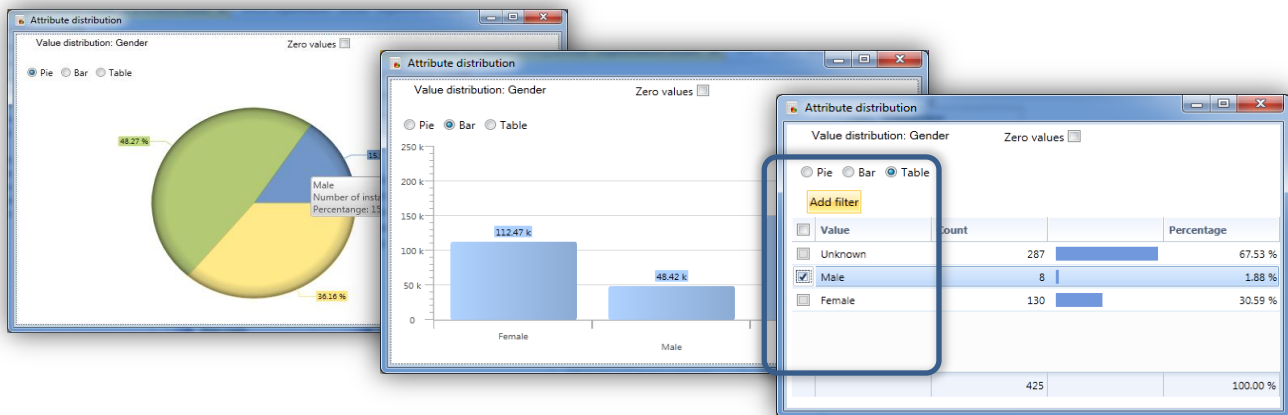 Attribute distribution
Value distribution: Gender Zero values
Pie Bar Table
48.27 %
15.
Male
Number of insta
Percentange: 15
36.16 %
Attribute distribution
Value distribution: Gender Zero values
Pie Bar Table
250 k
200 k
150 k
100 k
50 k
0
112.47 k
48.42 k
Female
Male
Attribute distribution
Value distribution: Gender Zero values
Pie Bar Table
Add filter
Value Count Percentage
Unknown 287 67.53 %
Male 8 1.88 %
Female 130 30.59 %
425 100.00 %